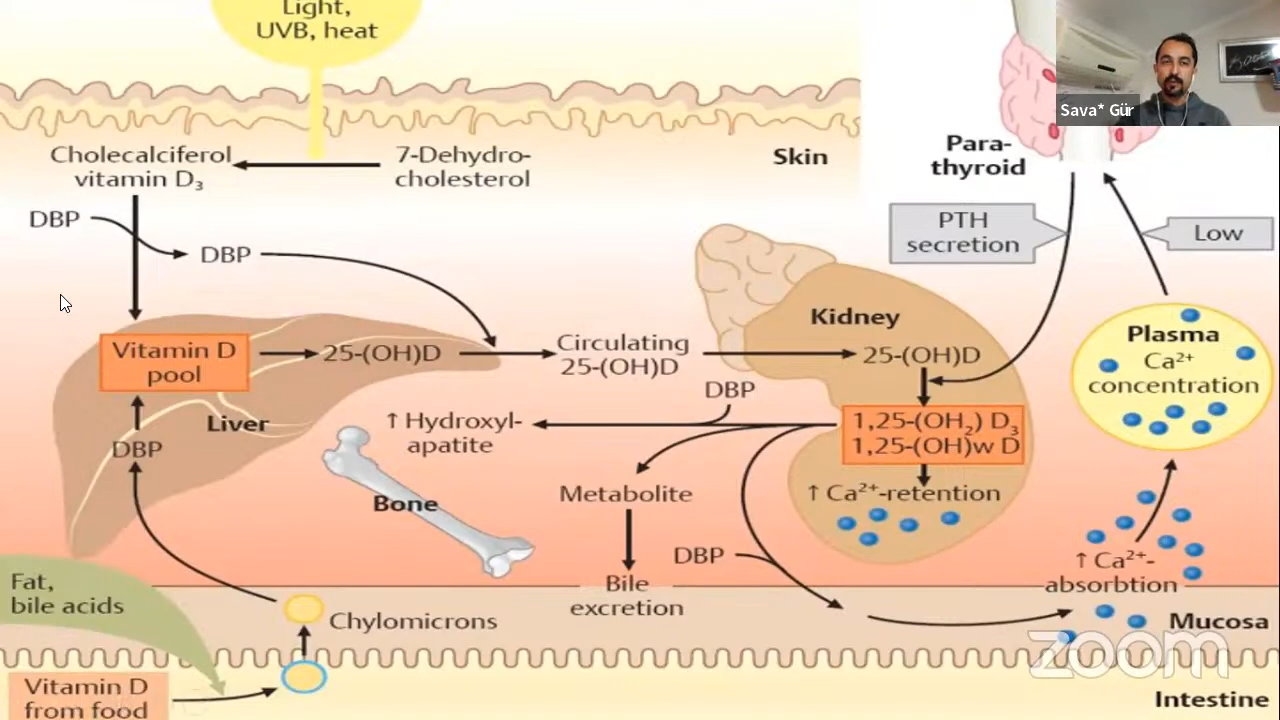 Light,
UVB, heat
Sava* Gür
Cholecalciferol
vitamin D3
7-Dehydro-
cholesterol
Skin
Para-
thyroid
DBP
DBP
PTH
secretion
Low
Kidney
Plasma
Ca2+
concentration
Vitamin D
pool
25-(OH)D
Circulating
25-(OH)D
25-(OH)D
DBP
Liver
↑ Hydroxyl-
apatite
1,25-(OH2) D3
1,25-(OH)w D
DBP
Bone
Metabolite
↑ Ca2+-retention
DBP
↑ Ca2+-
absorbtion
Fat,
bile acids
Bile
excretion
Chylomicrons
Mucosa
zoom
Vitamin D
from food
Intestine